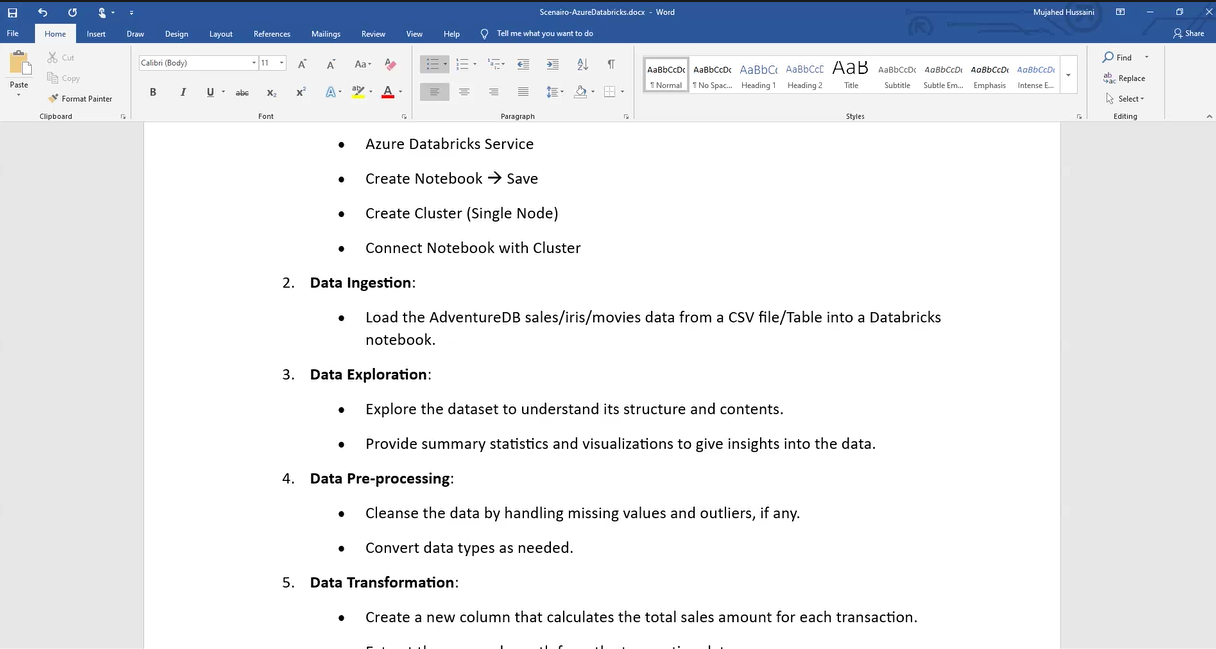 Scenairo-AzureDatabricks.docx - Word
Mujahed Hussaini
File Home Insert Draw Design Layout References Mailings Review View Help Tell me what you want to do
Share
Paste
Cut
Copy
Format Painter
Clipboard
Calibri (Body) 11
Font
Paragraph
AaBbCcDc AaBbCcDc AaBbCc AaBbCcE AaB AaBbCcDc AaBbCcDc AaBbCcDc AaBbCcDc
¶ Normal ¶ No Spac... Heading 1 Heading 2 Title Subtitle Subtle Em... Emphasis Intense E...
Styles
Find
Replace
Select
Editing
• Azure Databricks Service
• Create Notebook → Save
• Create Cluster (Single Node)
• Connect Notebook with Cluster
2. Data Ingestion:
• Load the AdventureDB sales/iris/movies data from a CSV file/Table into a Databricks
notebook.
3. Data Exploration:
• Explore the dataset to understand its structure and contents.
• Provide summary statistics and visualizations to give insights into the data.
4. Data Pre-processing:
• Cleanse the data by handling missing values and outliers, if any.
• Convert data types as needed.
5. Data Transformation:
• Create a new column that calculates the total sales amount for each transaction.